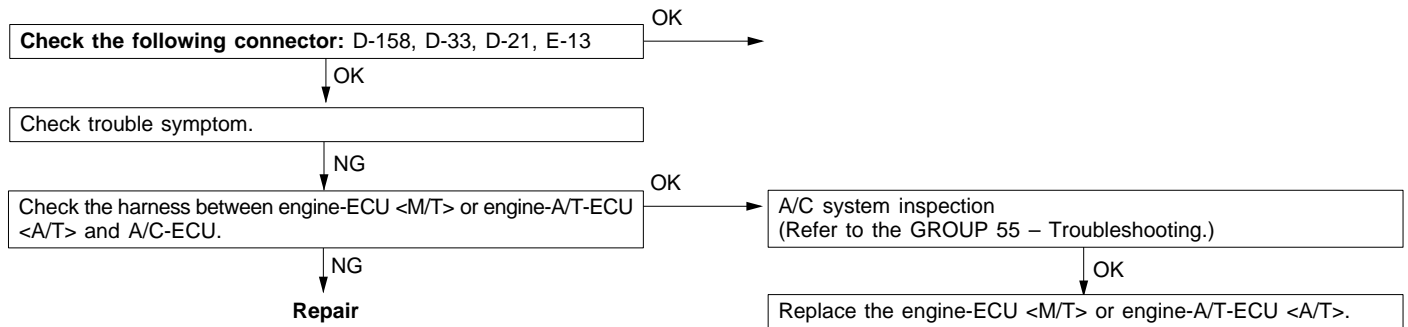 OK
Check the following connector: D-158, D-33, D-21, E-13
OK
Check trouble symptom.
NG
OK
Check the harness between engine-ECU <M/T> or engine-A/T-ECU
<A/T> and A/C-ECU.
A/C system inspection
(Refer to the GROUP 55 – Troubleshooting.)
NG
OK
Repair
Replace the engine-ECU <M/T> or engine-A/T-ECU <A/T>.